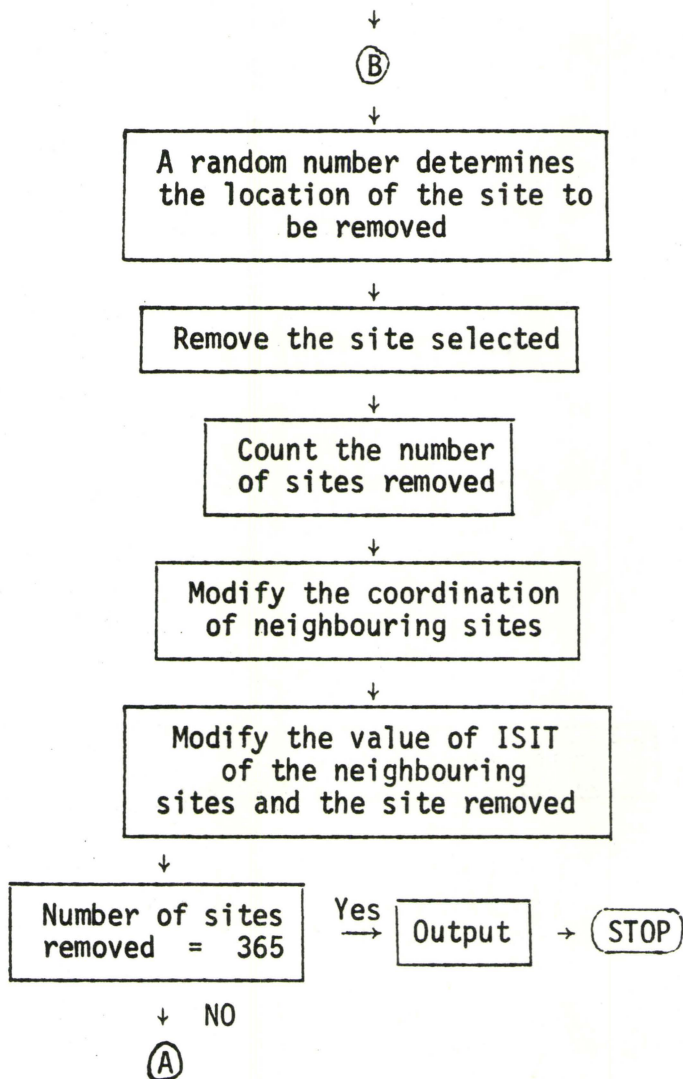 B
A random number determines
the location of the site to
be removed
Remove the site selected
Count the number
of sites removed
Modify the coordination
of neighbouring sites
Modify the value of ISIT
of the neighbouring
sites and the site removed
Number of sites
removed = 365
Yes
Output
STOP
NO
A